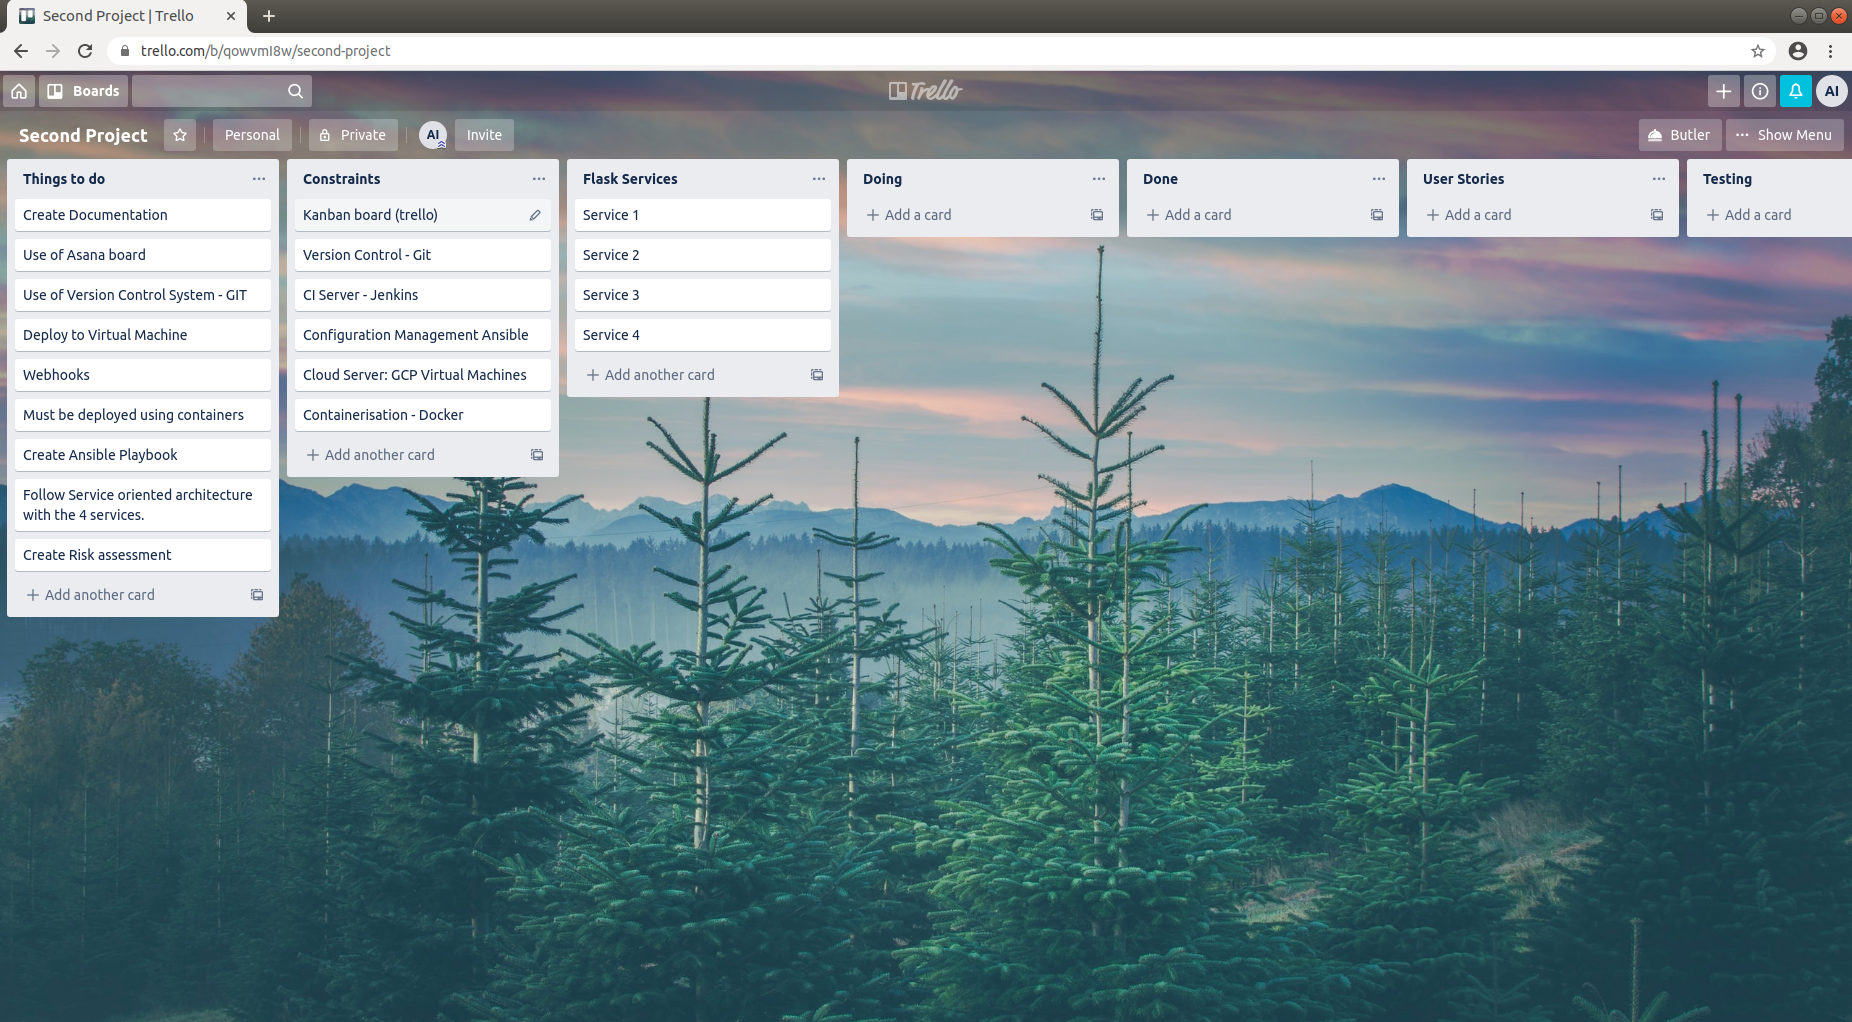 Second Project | Trello
trello.com/b/qowvmI8w/second-project
Boards
Trello
AI
Second Project
Personal
Private
AI
Invite
Butler
Show Menu
Things to do
Create Documentation
Use of Asana board
Use of Version Control System - GIT
Deploy to Virtual Machine
Webhooks
Must be deployed using containers
Create Ansible Playbook
Follow Service oriented architecture
with the 4 services.
Create Risk assessment
Add another card
Constraints
Kanban board (trello)
Version Control - Git
CI Server - Jenkins
Configuration Management Ansible
Cloud Server: GCP Virtual Machines
Containerisation - Docker
Add another card
Flask Services
Service 1
Service 2
Service 3
Service 4
Add another card
Doing
Add a card
Done
Add a card
User Stories
Add a card
Testing
Add a card